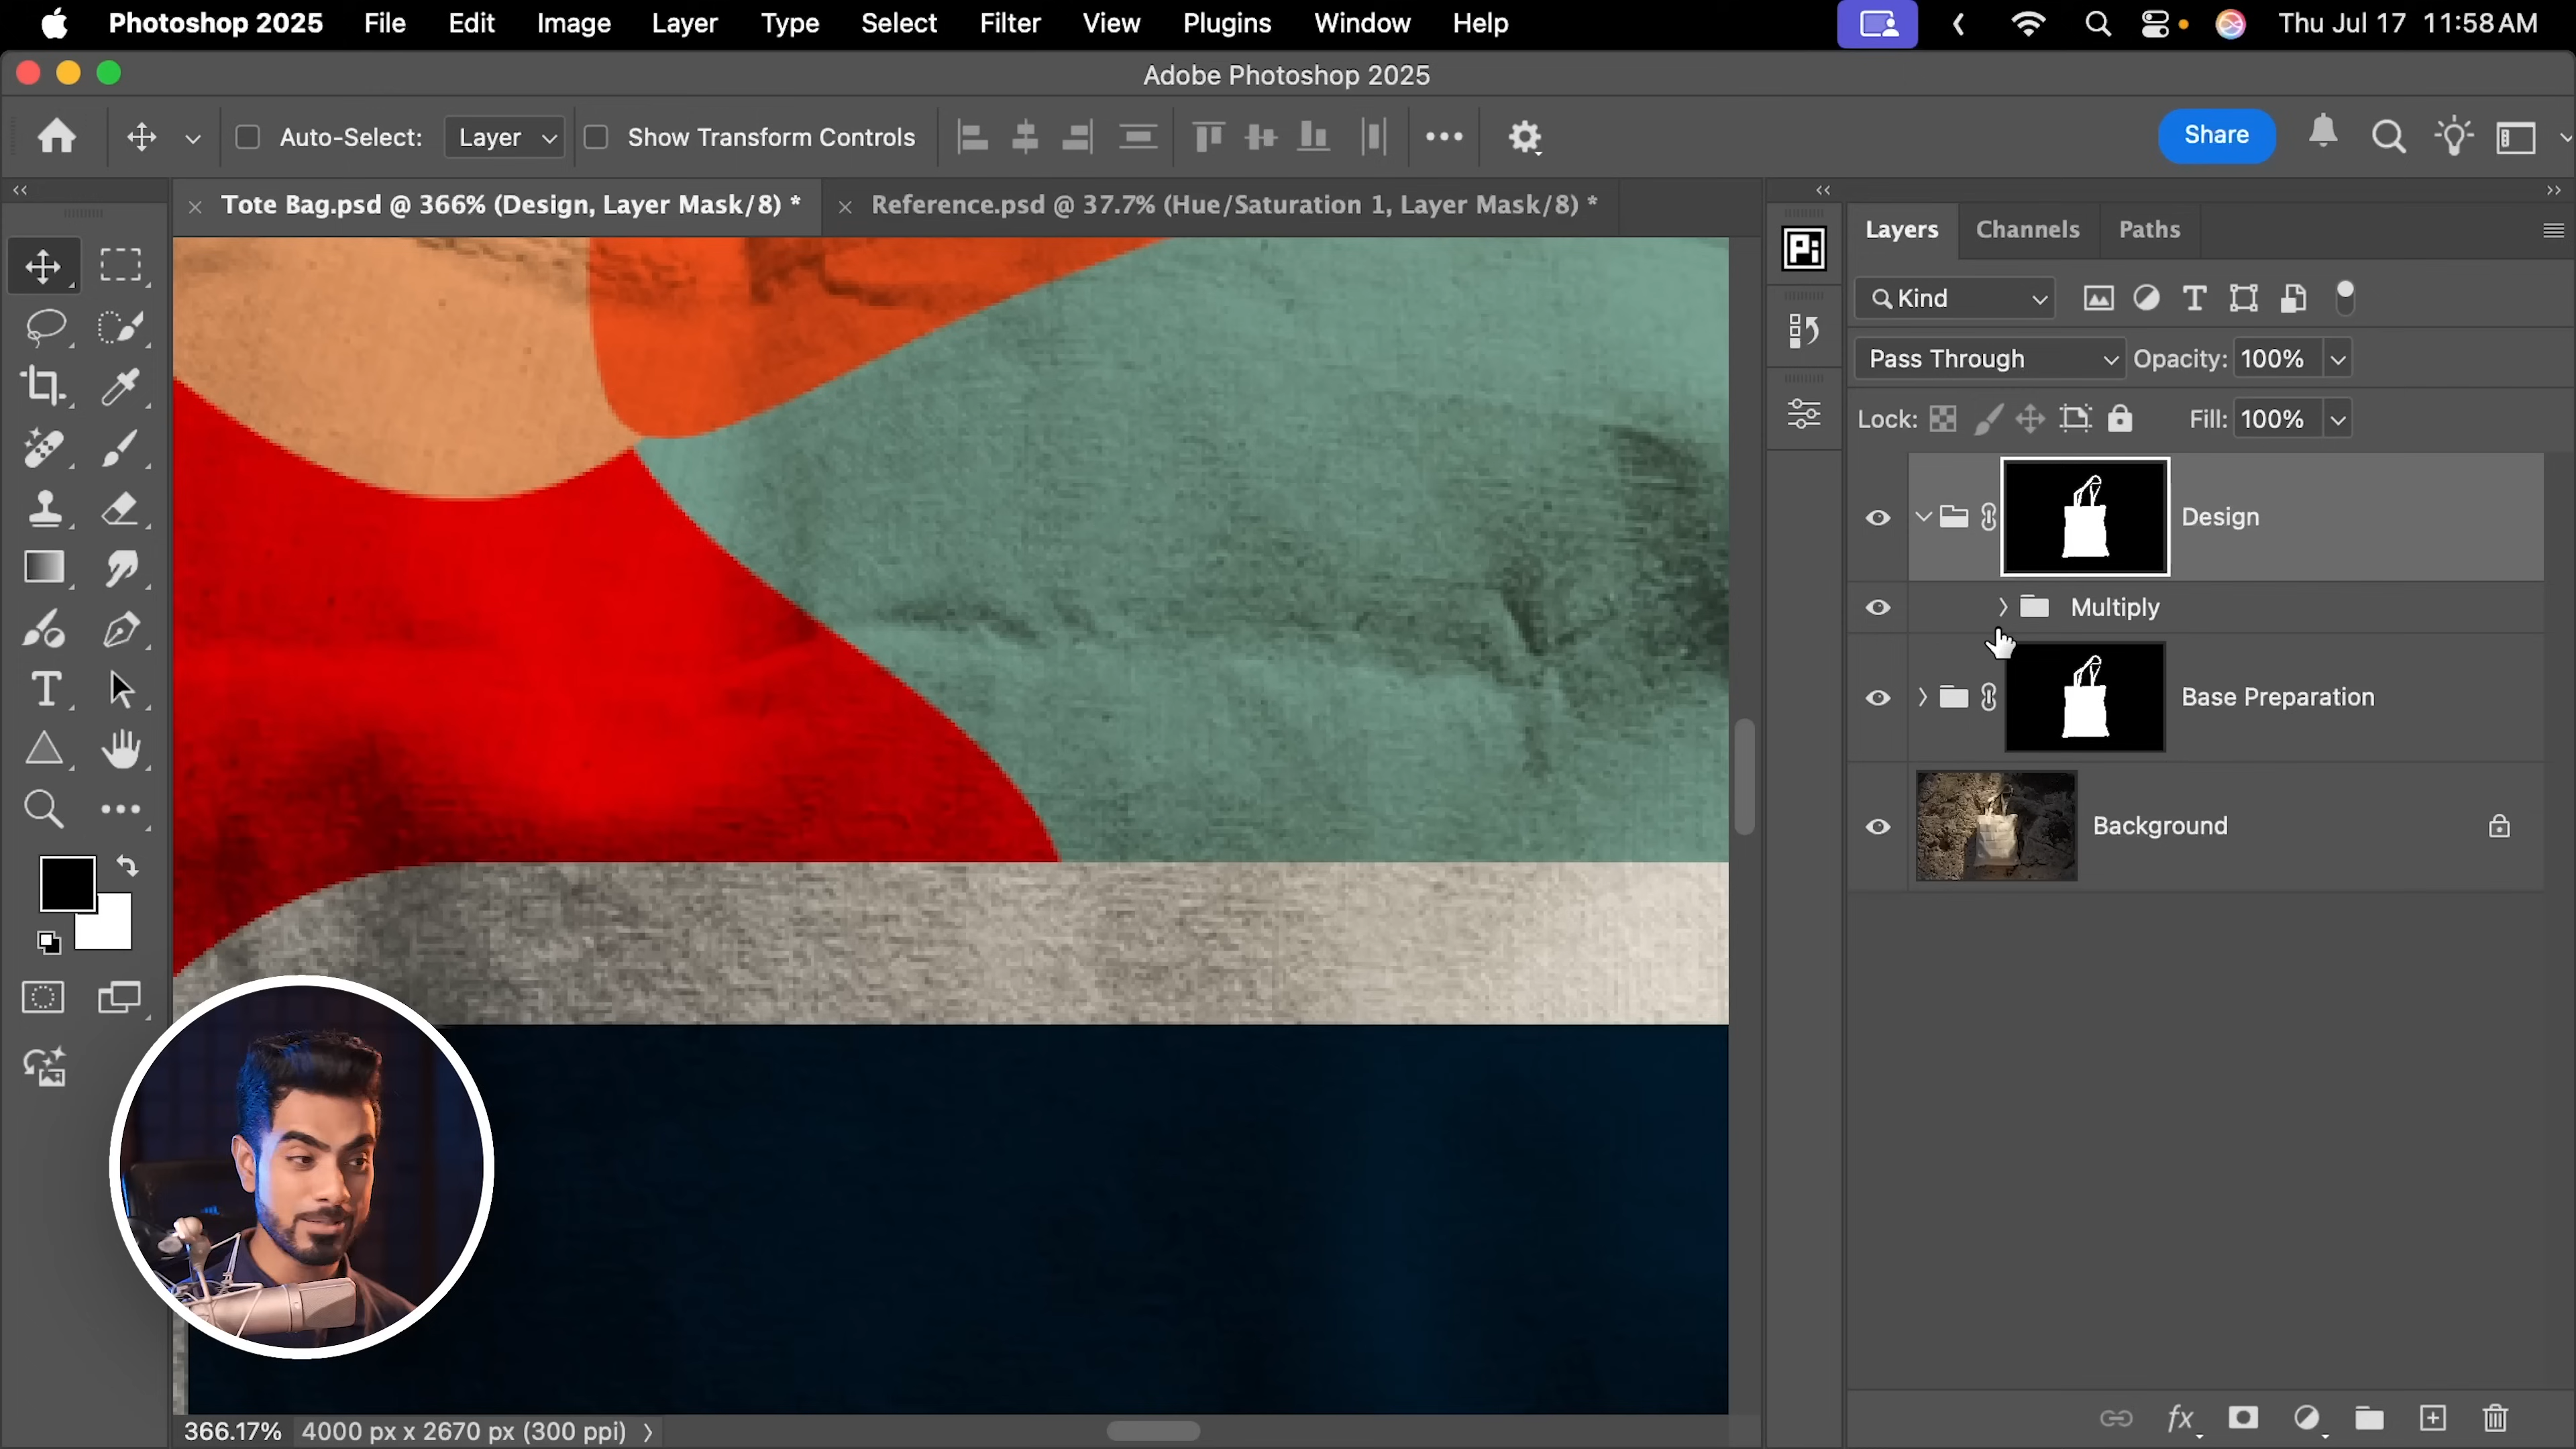 Photoshop 2025 File Edit Image Layer Type Select Filter Plugins View Window Help Thu Jul 17 11:58 AM
Adobe Photoshop 2025
Auto-Select: Layer Show Transform Controls Share
Tote Bag.psd @ 366% (Design, Layer Mask/8) * Reference.psd @ 37.7% (Hue/Saturation 1, Layer Mask/8) *
Layers Channels Paths
Kind
Pass Through Opacity: 100%
Lock: Fill: 100%
Design
Multiply
Base Preparation
Background
366.17% 4000 px x 2670 px (300 ppi)